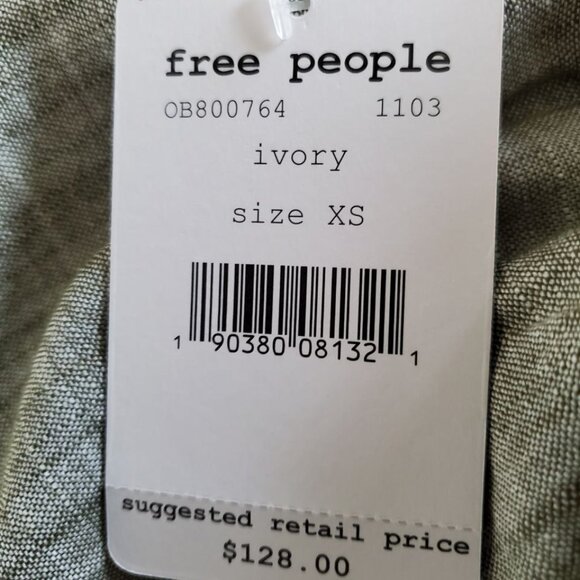 free people
OB800764 1103
ivory
size XS
1 90380 08132 1
suggested retail price
$128.00